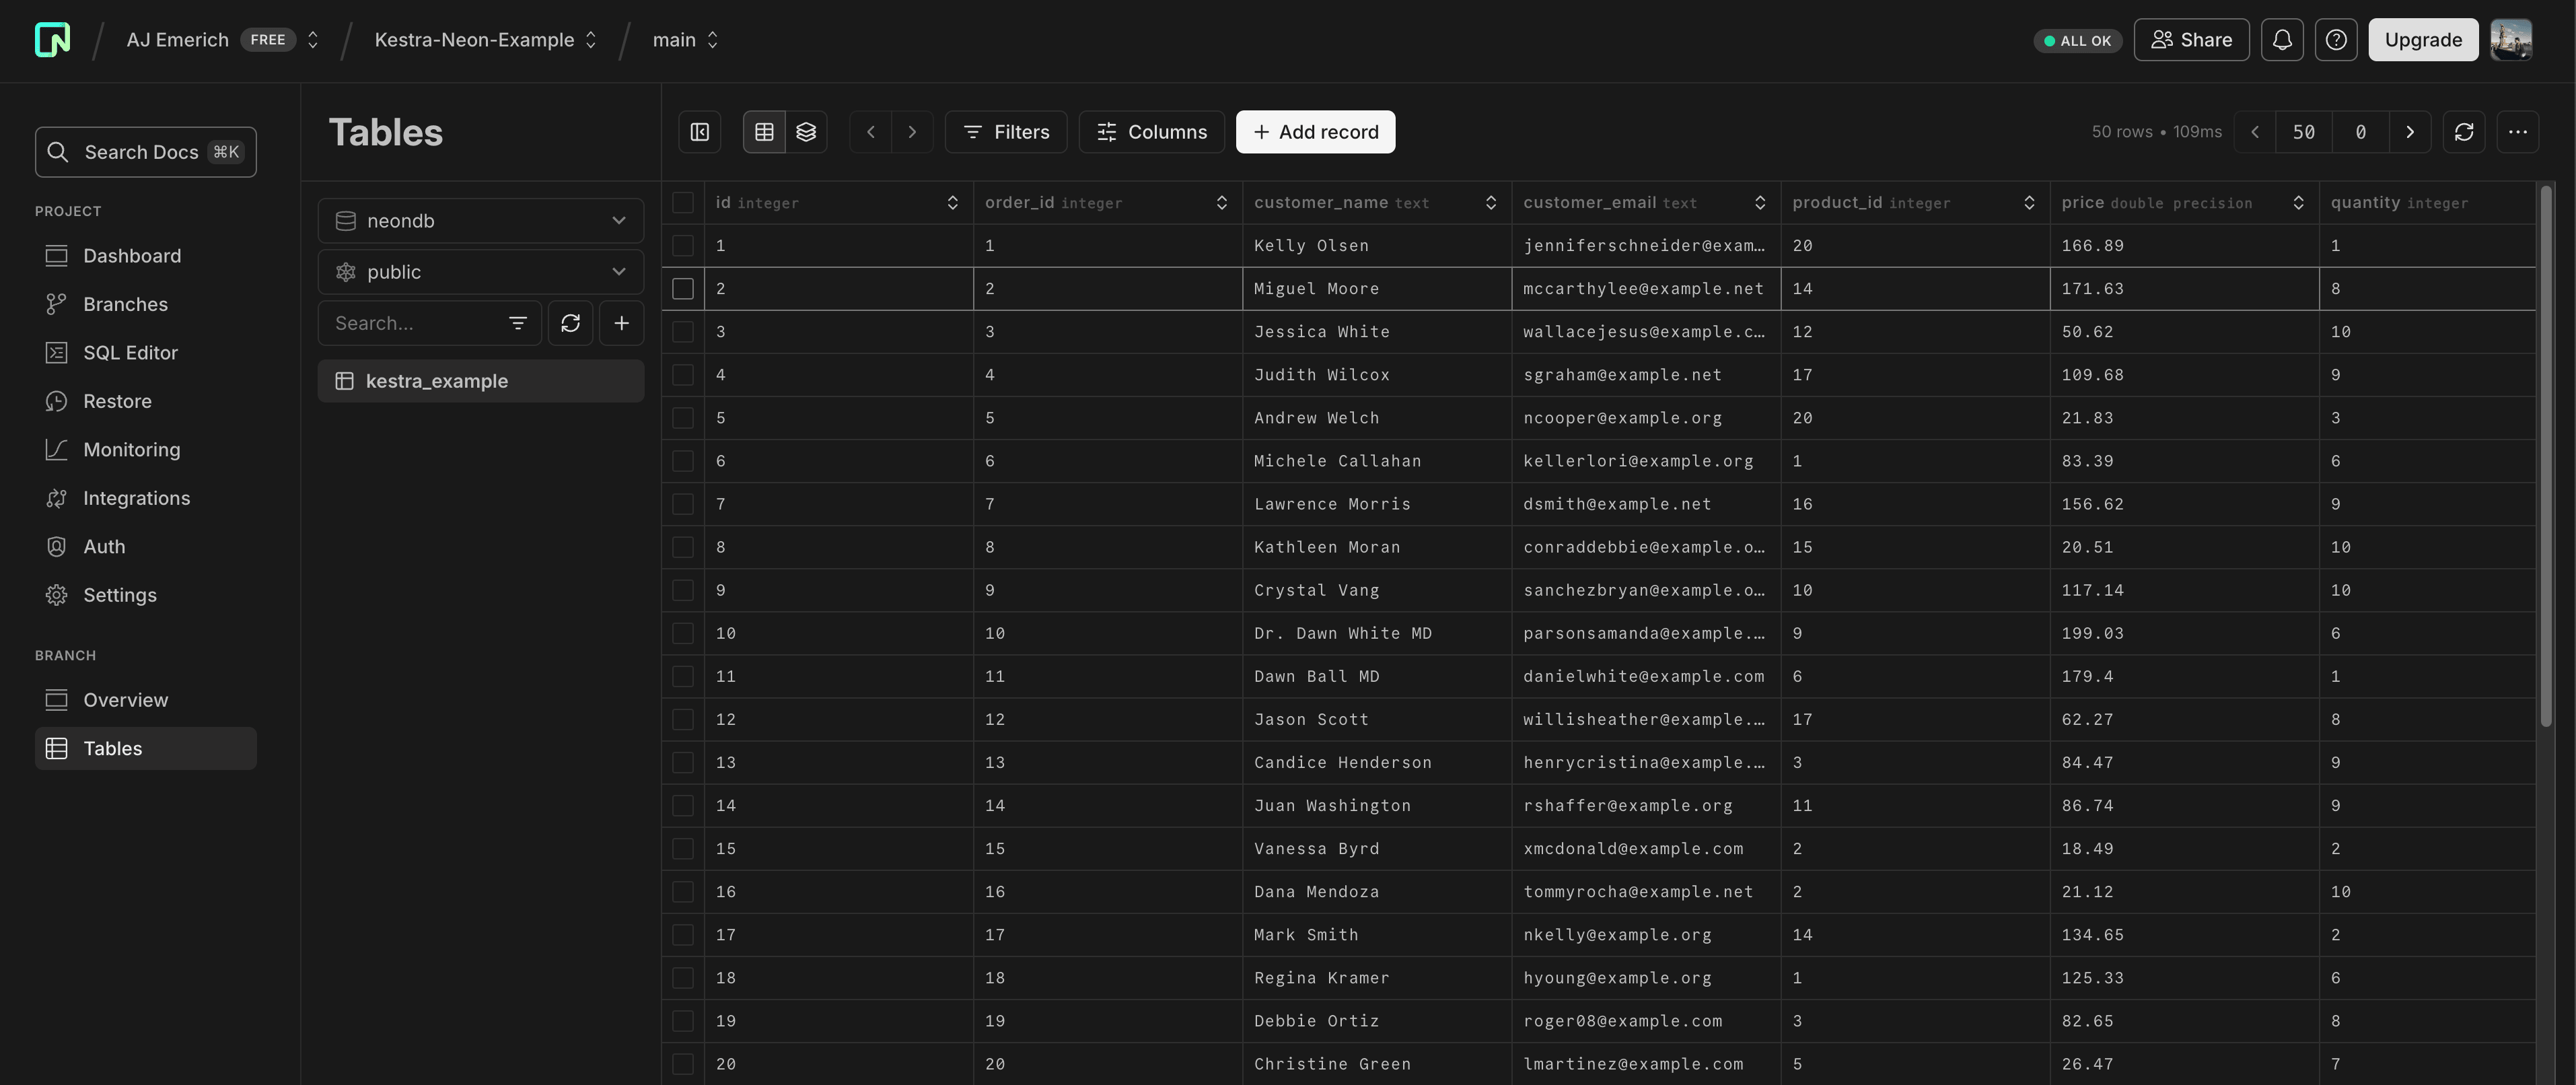 AJ Emerich FREE Kestra-Neon-Example main ALL OK Share Upgrade
Search Docs ⌘K
PROJECT
Dashboard
Branches
SQL Editor
Restore
Monitoring
Integrations
Auth
Settings
BRANCH
Overview
Tables
Tables
neondb
public
Search...
kestra_example
Filters Columns + Add record 50 rows • 109ms 50 0
id integer order_id integer customer_name text customer_email text product_id integer price double precision quantity integer
1 1 Kelly Olsen jenniferschneider@exam… 20 166.89 1
2 2 Miguel Moore mccarthylee@example.net 14 171.63 8
3 3 Jessica White wallacejesus@example.c… 12 50.62 10
4 4 Judith Wilcox sgraham@example.net 17 109.68 9
5 5 Andrew Welch ncooper@example.org 20 21.83 3
6 6 Michele Callahan kellerlori@example.org 1 83.39 6
7 7 Lawrence Morris dsmith@example.net 16 156.62 9
8 8 Kathleen Moran conraddebbie@example.o… 15 20.51 10
9 9 Crystal Vang sanchezbryan@example.o… 10 117.14 10
10 10 Dr. Dawn White MD parsonsamanda@example.… 9 199.03 6
11 11 Dawn Ball MD danielwhite@example.com 6 179.4 1
12 12 Jason Scott willisheather@example.… 17 62.27 8
13 13 Candice Henderson henrycristina@example.… 3 84.47 9
14 14 Juan Washington rshaffer@example.org 11 86.74 9
15 15 Vanessa Byrd xmcdonald@example.com 2 18.49 2
16 16 Dana Mendoza tommyrocha@example.net 2 21.12 10
17 17 Mark Smith nkelly@example.org 14 134.65 2
18 18 Regina Kramer hyoung@example.org 1 125.33 6
19 19 Debbie Ortiz roger08@example.com 3 82.65 8
20 20 Christine Green lmartinez@example.com 5 26.47 7